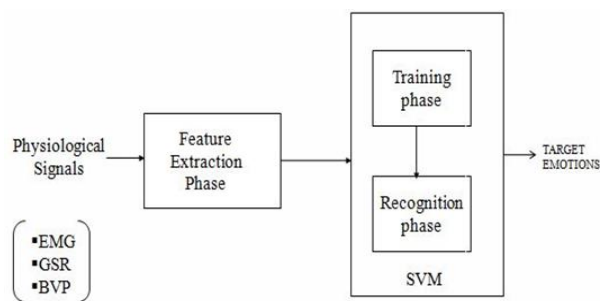 Physiological
Signals
▪EMG
▪GSR
▪BVP
Feature
Extraction
Phase
Training
phase
Recognition
phase
SVM
TARGET
EMOTIONS